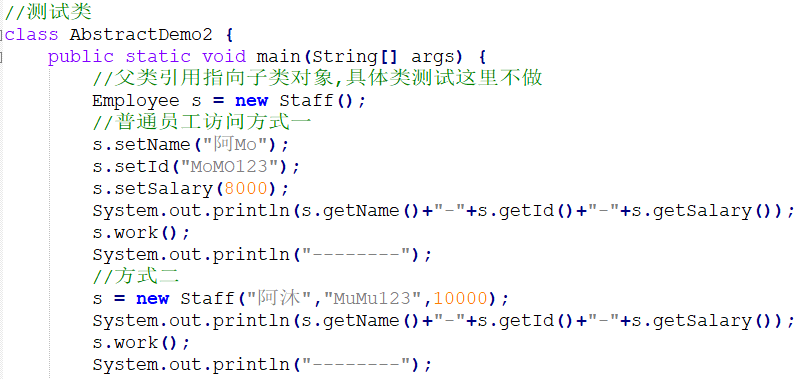 //测试类
class AbstractDemo2 {
public static void main(String[] args) {
//父类引用指向子类对象,具体类测试这里不做
Employee s = new Staff();
//普通员工访问方式一
s.setName("阿Mo");
s.setId("MoMO123");
s.setSalary(8000);
System.out.println(s.getName()+"-"+s.getId()+"-"+s.getSalary());
s.work();
System.out.println("--------");
//方式二
s = new Staff("阿沐","MuMu123",10000);
System.out.println(s.getName()+"-"+s.getId()+"-"+s.getSalary());
s.work();
System.out.println("--------");